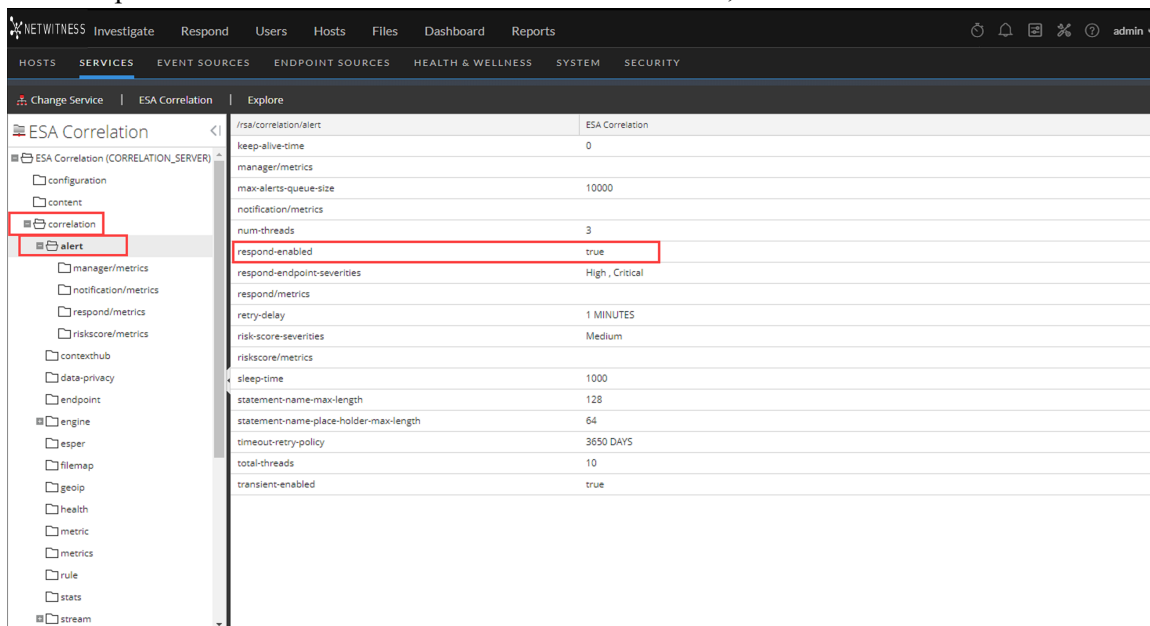 NETWITNESS Investigate Respond Users Hosts Files Dashboard Reports admin
HOSTS SERVICES EVENT SOURCES ENDPOINT SOURCES HEALTH & WELLNESS SYSTEM SECURITY
Change Service | ESA Correlation | Explore
ESA Correlation
ESA Correlation (CORRELATION_SERVER)
configuration
content
correlation
alert
manager/metrics
notification/metrics
respond/metrics
riskscore/metrics
contexthub
data-privacy
endpoint
engine
esper
filemap
geoip
health
metric
metrics
rule
stats
stream
/rsa/correlation/alert ESA Correlation
keep-alive-time 0
manager/metrics
max-alerts-queue-size 10000
notification/metrics
num-threads 3
respond-enabled true
respond-endpoint-severities High , Critical
respond/metrics
retry-delay 1 MINUTES
risk-score-severities Medium
riskscore/metrics
sleep-time 1000
statement-name-max-length 128
statement-name-place-holder-max-length 64
timeout-retry-policy 3650 DAYS
total-threads 10
transient-enabled true